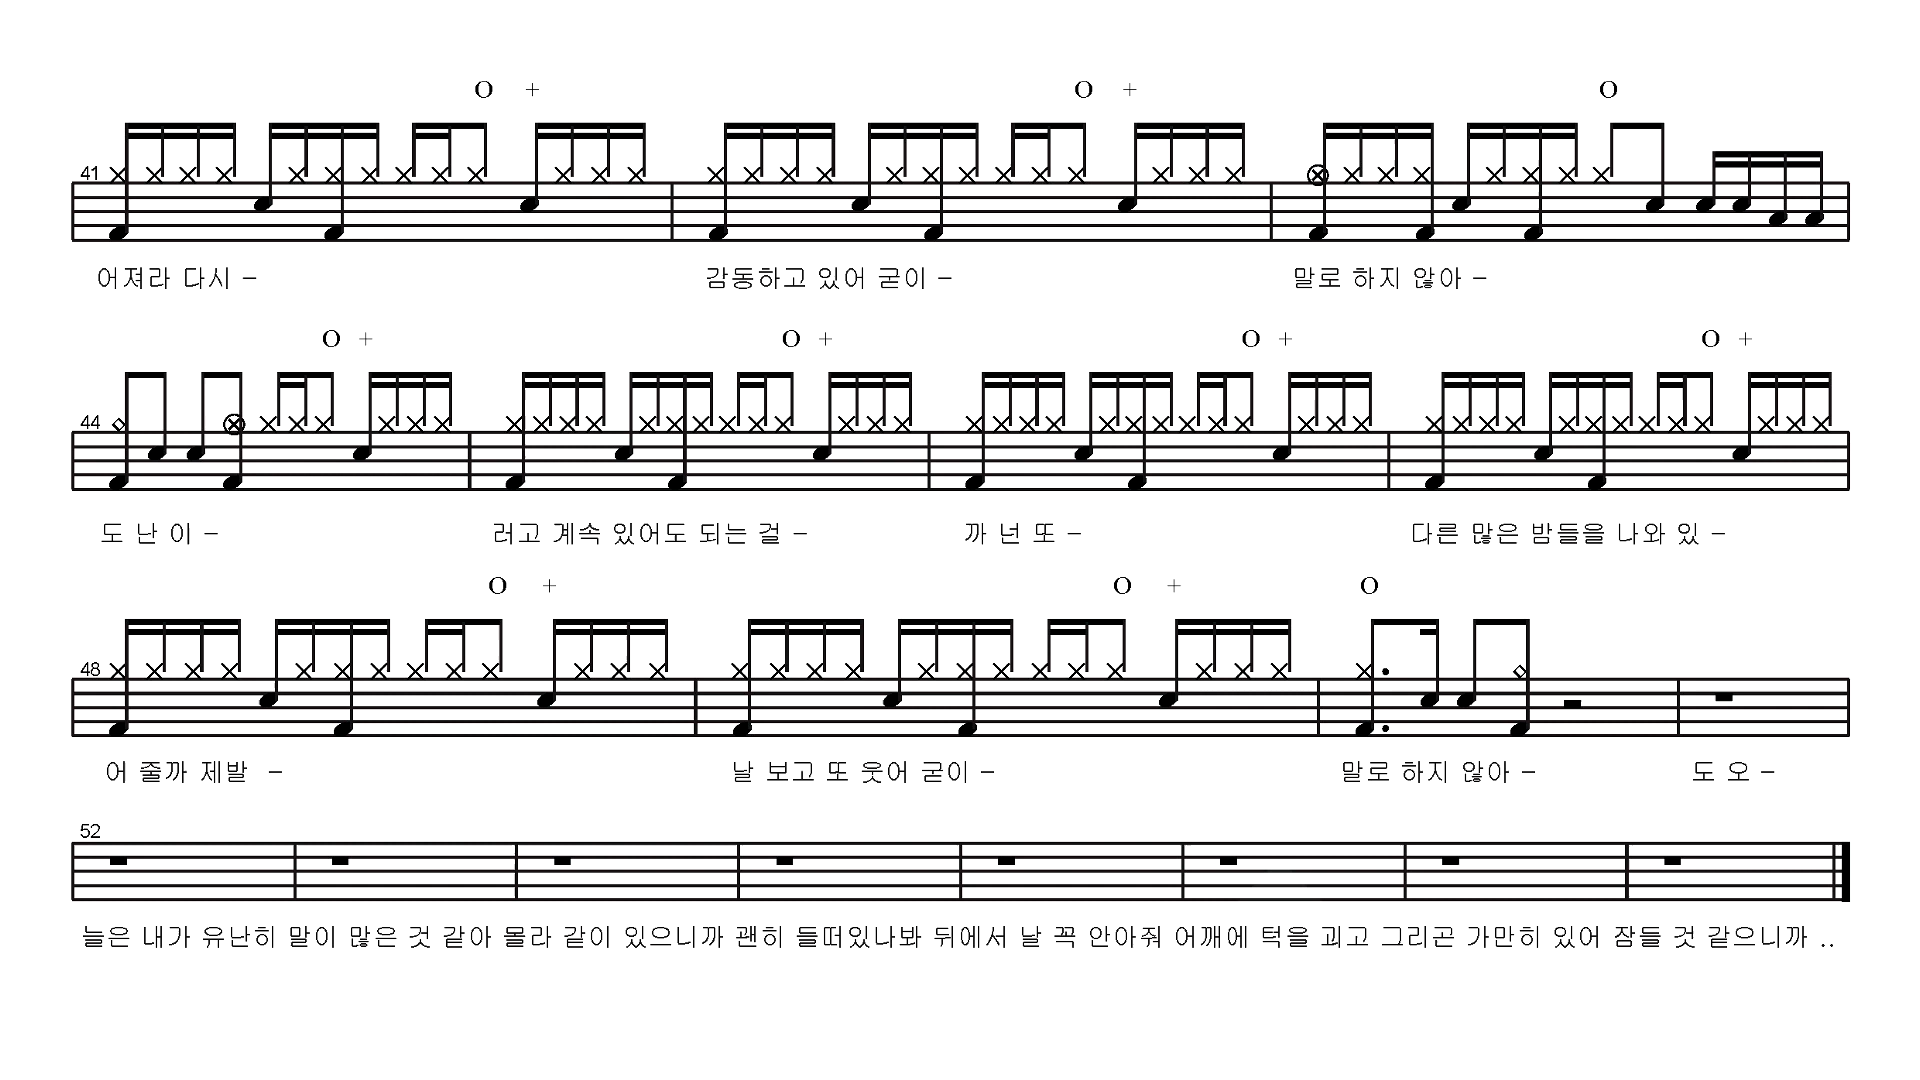 O + O + O
41
어져라 다시 – 감동하고 있어 굳이 – 말로 하지 않아 –
O + O + O + O +
44
도 난 이 – 러고 계속 있어도 되는 걸 – 까 넌 또 – 다른 많은 밤들을 나와 있 –
O + O + O
48
어 줄까 제발 – 날 보고 또 웃어 굳이 – 말로 하지 않아 – 도 오 –
52
늘은 내가 유난히 말이 많은 것 같아 몰라 같이 있으니까 괜히 들떠있나봐 뒤에서 날 꼭 안아줘 어깨에 턱을 괴고 그리곤 가만히 있어 잠들 것 같으니까 ..